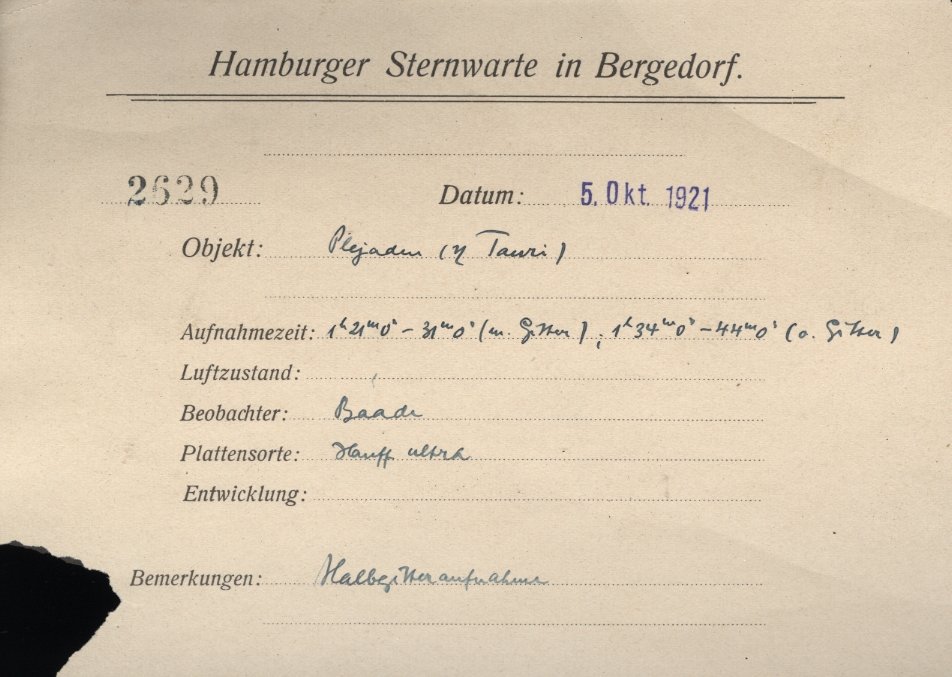 Hamburger Sternwarte in Bergedorf.
2629 Datum: 5. Okt. 1921
Objekt: Plejaden (η Tauri)
Aufnahmezeit: 1ʰ21ᵐ0ˢ – 31ᵐ0ˢ (m. Gitter); 1ʰ34ᵐ0ˢ – 44ᵐ0ˢ (o. Gitter)
Luftzustand:
Beobachter: Baade
Plattensorte: Hauff ultra
Entwicklung:
Bemerkungen: Halbgitteraufnahme